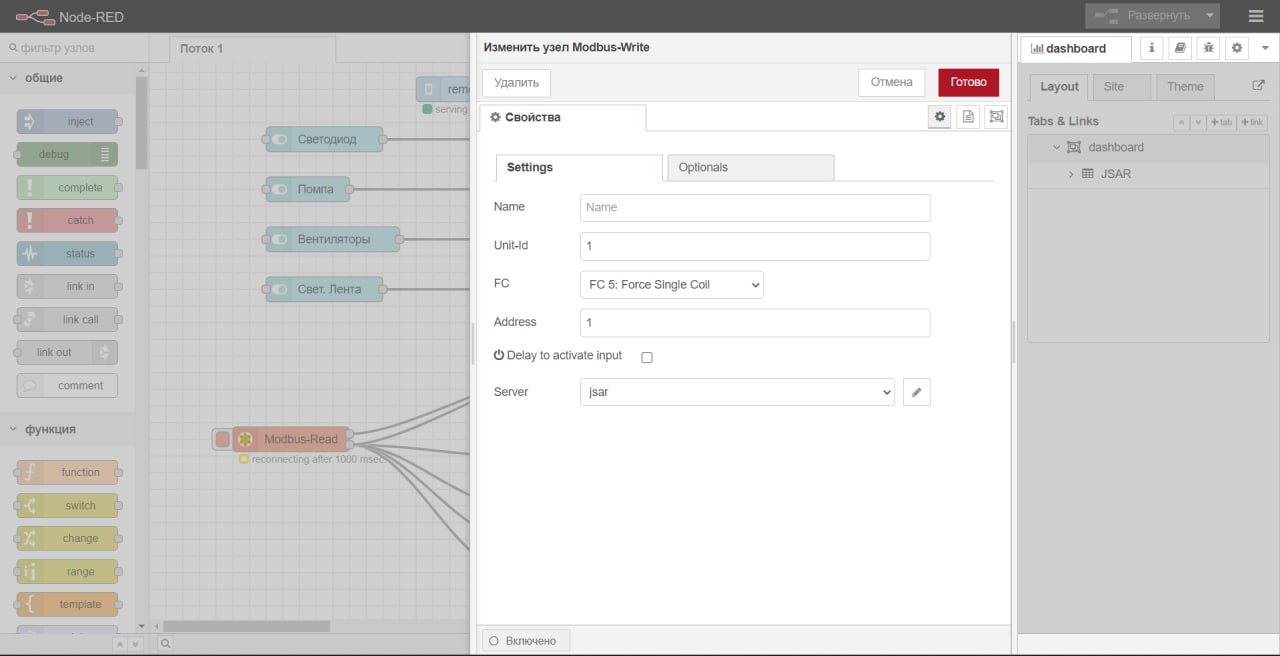 Node-RED
Развернуть
фильтр узлов
Поток 1
Изменить узел Modbus-Write
dashboard
общие
Удалить
Отмена
Готово
Layout
Site
Theme
inject
debug
complete
catch
status
link in
link call
link out
comment
serving
Светодиод
Помпа
Вентиляторы
Свет. Лента
Свойства
Tabs & Links
tab
link
dashboard
JSAR
Settings
Optionals
Name
Name
Unit-Id
1
FC
FC 5: Force Single Coil
Address
1
Delay to activate input
Server
jsar
функция
Modbus-Read
reconnecting after 1000 msec.
function
switch
change
range
template
Включено